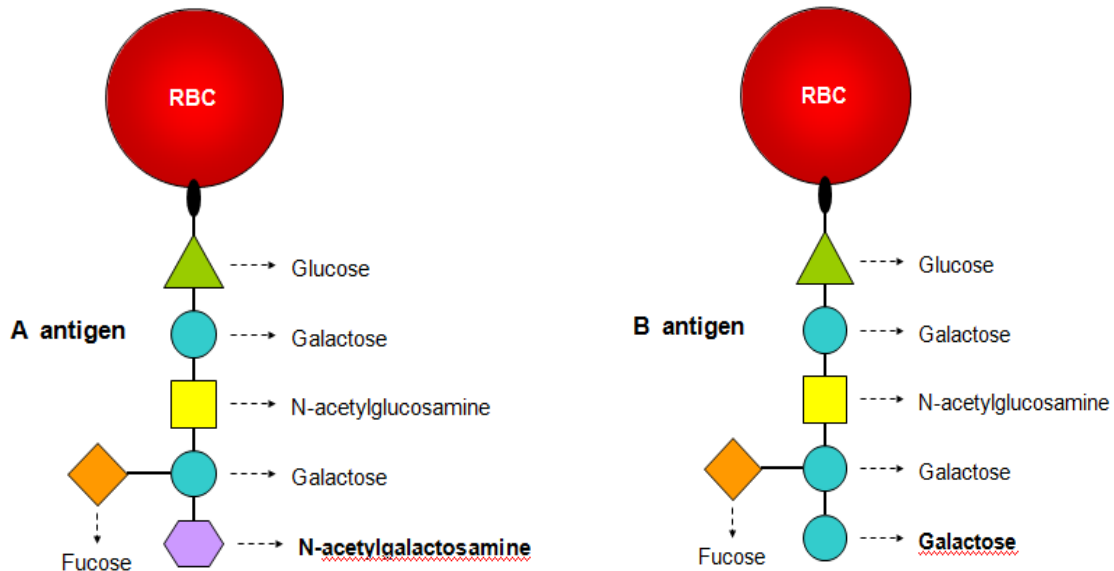 RBC
Glucose
A antigen
Galactose
N-acetylglucosamine
Galactose
N-acetylgalactosamine
Fucose
RBC
Glucose
B antigen
Galactose
N-acetylglucosamine
Galactose
Galactose
Fucose